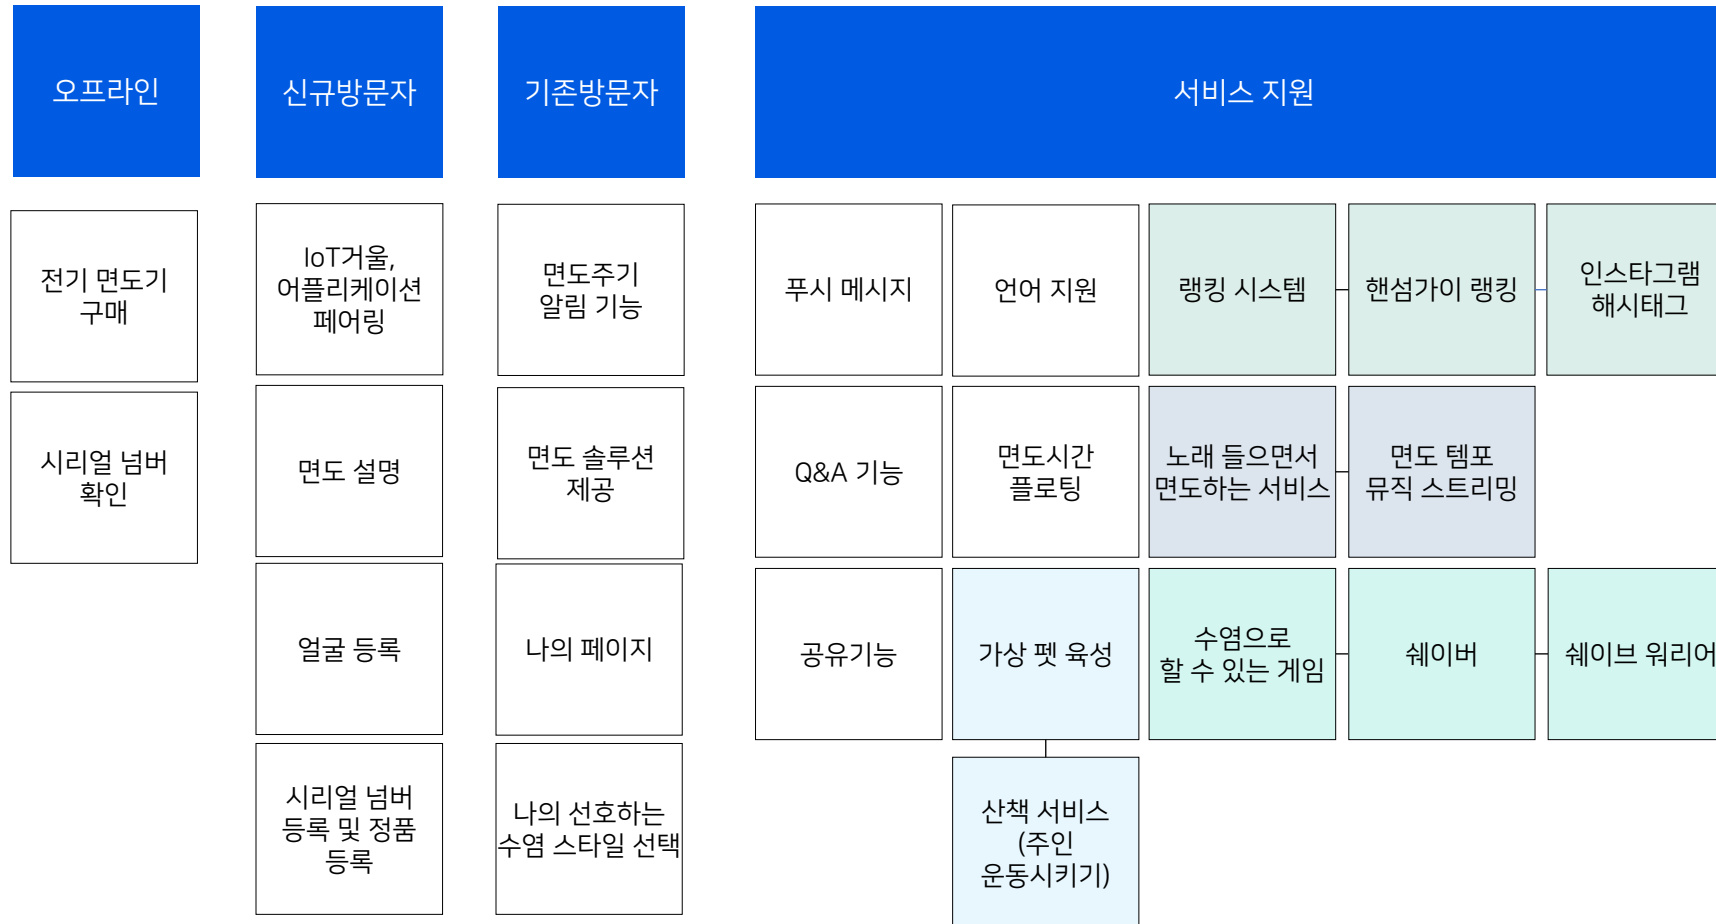 오프라인
신규방문자
기존방문자
서비스 지원
전기 면도기
구매
시리얼 넘버
확인
IoT거울,
어플리케이션
페어링
면도 설명
얼굴 등록
시리얼 넘버
등록 및 정품
등록
면도주기
알림 기능
면도 솔루션
제공
나의 페이지
나의 선호하는
수염 스타일 선택
푸시 메시지
언어 지원
랭킹 시스템
핸섬가이 랭킹
인스타그램
해시태그
Q&A 기능
면도시간
플로팅
노래 들으면서
면도하는 서비스
면도 템포
뮤직 스트리밍
공유기능
가상 펫 육성
수염으로
할 수 있는 게임
쉐이버
쉐이브 워리어
산책 서비스
(주인
운동시키기)